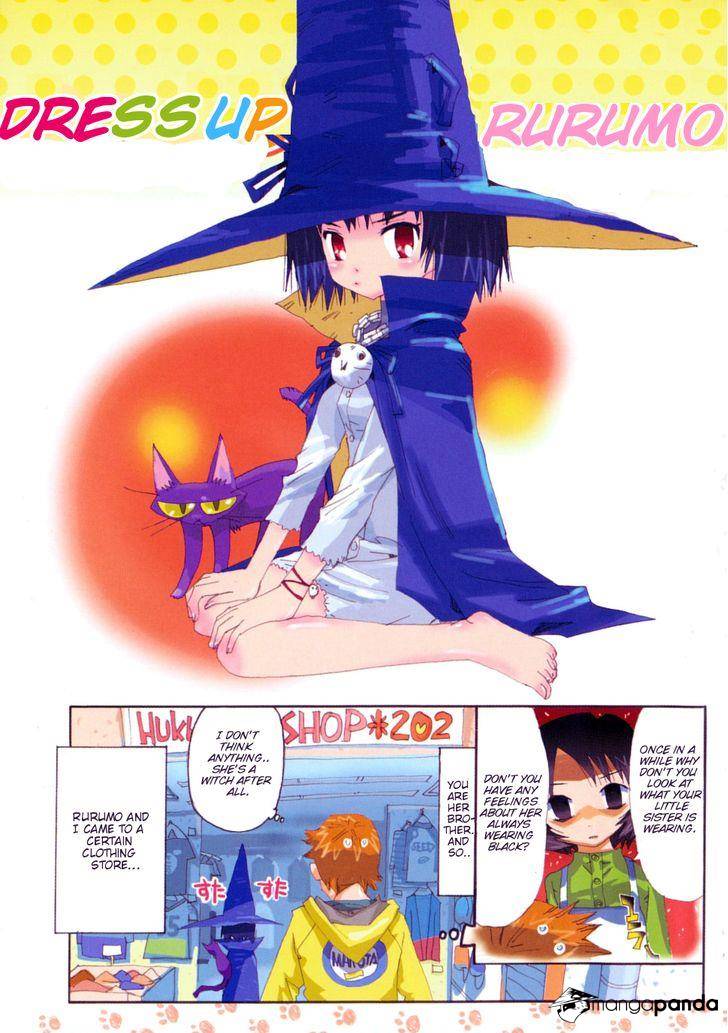 DRESS UP RURUMO
ONCE IN A
WHILE WHY
DON'T YOU
LOOK AT
WHAT YOUR
LITTLE
SISTER IS
WEARING.
DON'T YOU
HAVE ANY
FEELINGS
ABOUT HER
ALWAYS
WEARING
BLACK?
YOU
ARE
HER
BRO-
THER.
AND
SO..
HUK
SHOP*202
I DON'T
THINK
ANYTHING..
SHE'S A
WITCH AFTER
ALL.
すた
すた
RURUMO AND
I CAME TO A
CERTAIN
CLOTHING
STORE...
mangapanda